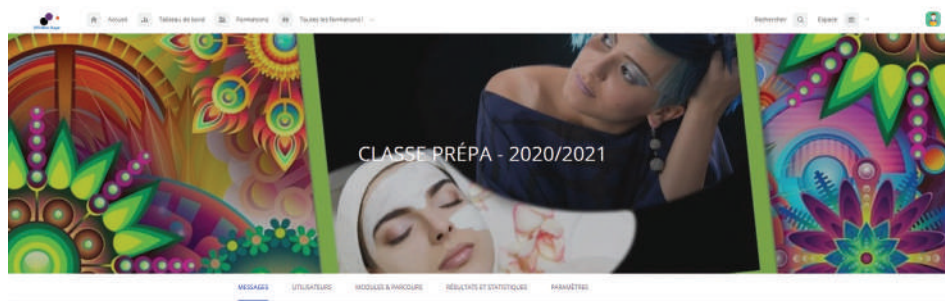 Accueil Tableau de bord Formations Toutes les formations! Rechercher Espace
CLASSE PRÉPA - 2020/2021
MESSAGES UTILISATEURS MODULES & PARCOURS RÉSULTATS ET STATISTIQUES PARAMÈTRES